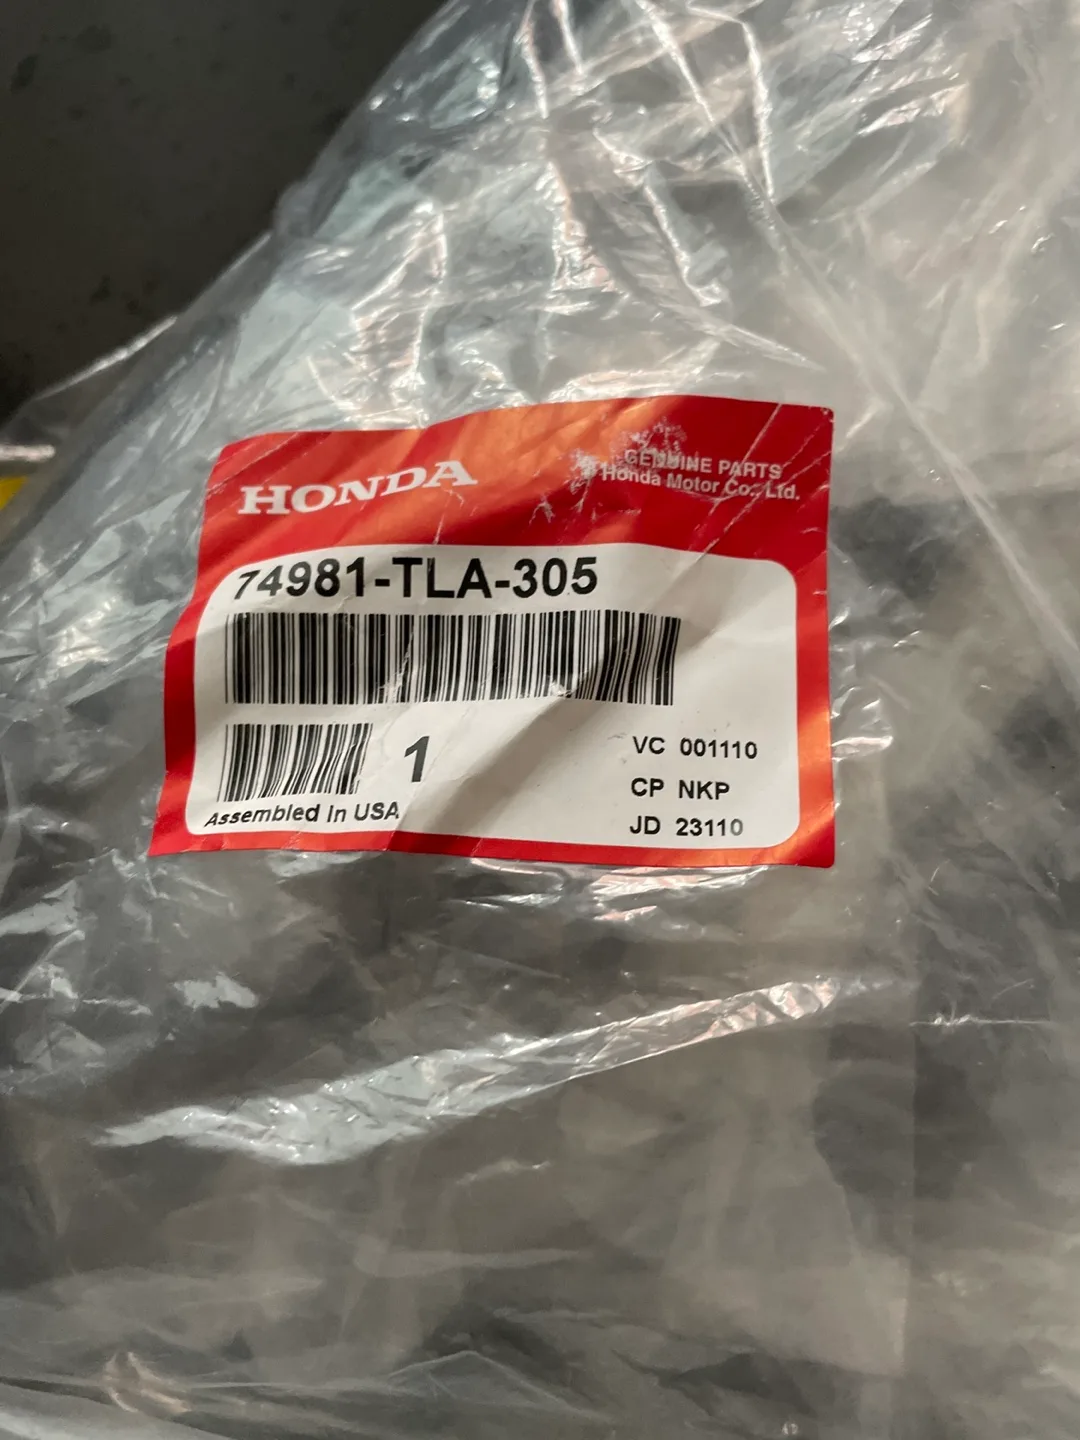 HONDA
GENUINE PARTS
Honda Motor Co., Ltd.
74981-TLA-305
1
VC 001110
CP NKP
JD 23110
Assembled in USA